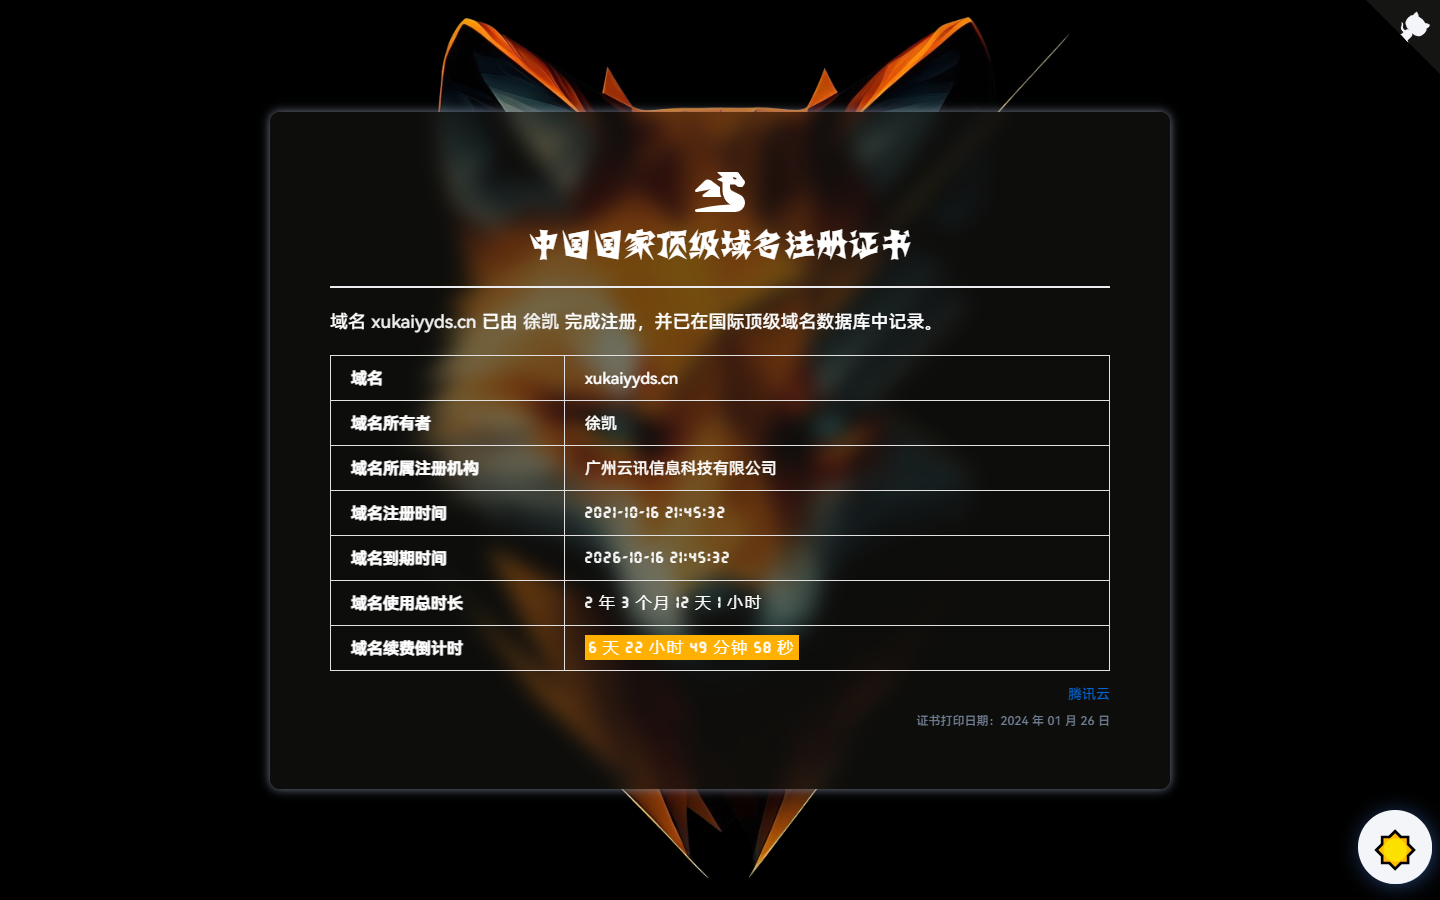 中国国家顶级域名注册证书
域名 xukaiyyds.cn 已由 徐凯 完成注册，并已在国际顶级域名数据库中记录。
域名 xukaiyyds.cn
域名所有者 徐凯
域名所属注册机构 广州云讯信息科技有限公司
域名注册时间 2021-10-16 21:45:32
域名到期时间 2026-10-16 21:45:32
域名使用总时长 2 年 3 个月 12 天 1 小时
域名续费倒计时 6 天 22 小时 49 分钟 58 秒
腾讯云
证书打印日期：2024 年 01 月 26 日